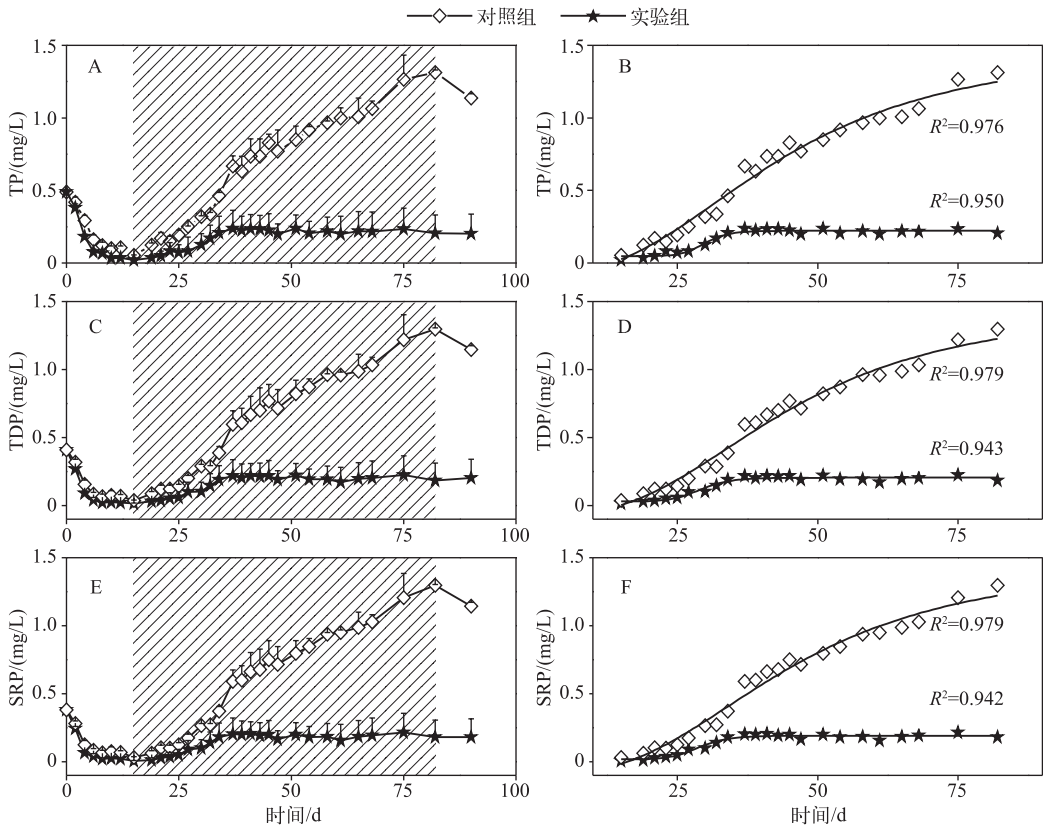 对照组 实验组
A
TP/(mg/L)
1.5
1.0
0.5
0
0 25 50 75 100
B
TP/(mg/L)
1.5
1.0
0.5
0
R²=0.976
R²=0.950
25 50 75
C
TDP/(mg/L)
1.5
1.0
0.5
0
0 25 50 75 100
D
TDP/(mg/L)
1.5
1.0
0.5
0
R²=0.979
R²=0.943
25 50 75
E
SRP/(mg/L)
1.5
1.0
0.5
0
0 25 50 75 100
时间/d
F
SRP/(mg/L)
1.5
1.0
0.5
0
R²=0.979
R²=0.942
25 50 75
时间/d